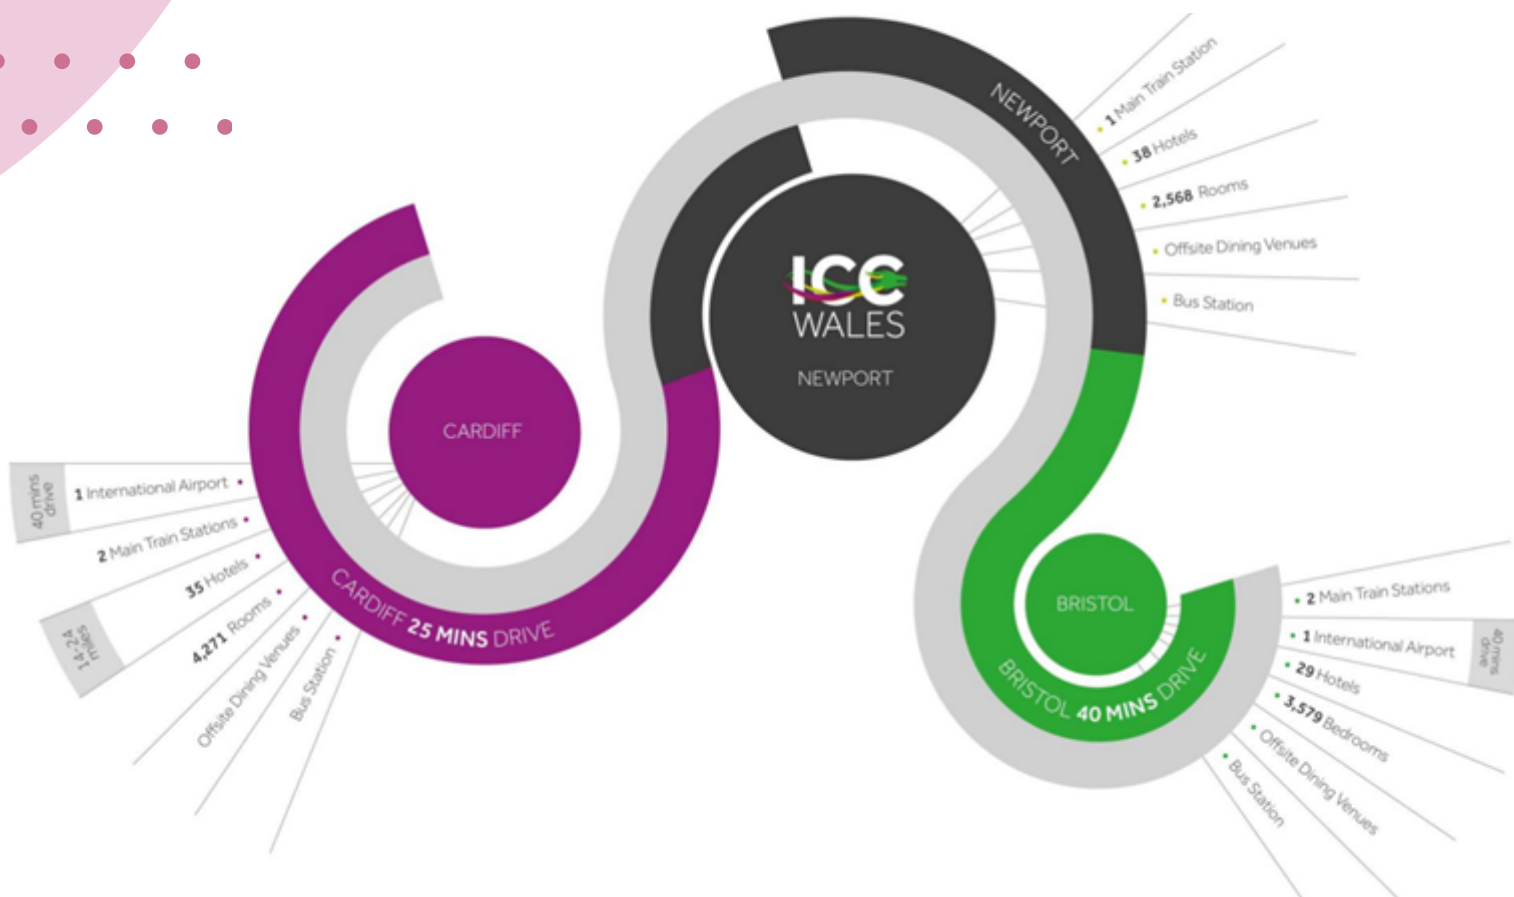 NEWPORT
1 Main Train Station
38 Hotels
2,568 Rooms
Offsite Dining Venues
Bus Station
ICC
WALES
NEWPORT
CARDIFF
CARDIFF 25 MINS DRIVE
40 mins
drive
1 International Airport
2 Main Train Stations
35 Hotels
14-24
miles
4,271 Rooms
Offsite Dining Venues
Bus Station
BRISTOL
BRISTOL 40 MINS DRIVE
2 Main Train Stations
1 International Airport
40 mins
drive
29 Hotels
3,579 Bedrooms
Offsite Dining Venues
Bus Station